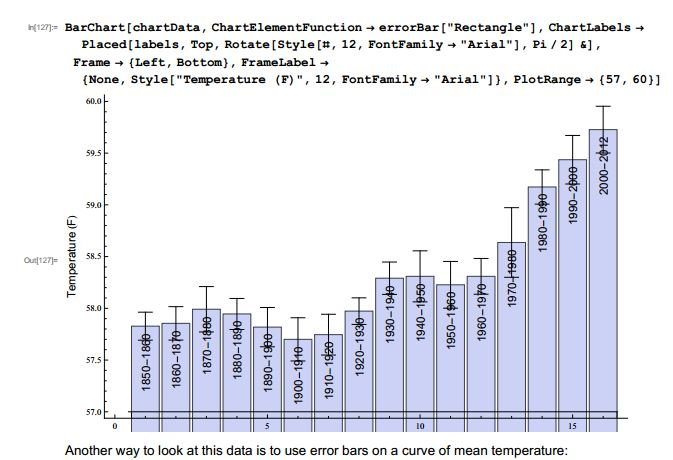 In[127]:= BarChart[chartData, ChartElementFunction → errorBar["Rectangle"], ChartLabels →
Placed[labels, Top, Rotate[Style[#, 12, FontFamily → "Arial"], Pi / 2] &],
Frame → {Left, Bottom}, FrameLabel →
{None, Style["Temperature (F)", 12, FontFamily → "Arial"]}, PlotRange → {57, 60}]
Out[127]=
Temperature (F)
60.0
59.5
59.0
58.5
58.0
57.5
57.0
1850–1860
1860–1870
1870–1880
1880–1890
1890–1900
1900–1910
1910–1920
1920–1930
1930–1940
1940–1950
1950–1960
1960–1970
1970–1980
1980–1990
1990–2000
2000–2012
0 5 10 15
Another way to look at this data is to use error bars on a curve of mean temperature: